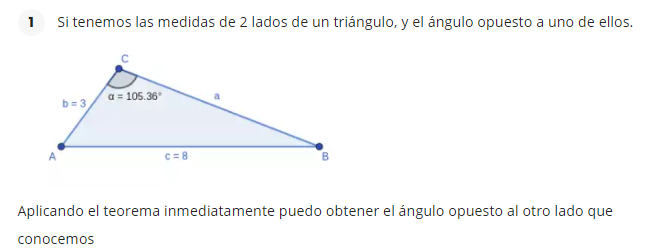 1 Si tenemos las medidas de 2 lados de un triángulo, y el ángulo opuesto a uno de ellos.
C
α = 105.36°
b = 3
a
A
c = 8
B
Aplicando el teorema inmediatamente puedo obtener el ángulo opuesto al otro lado que
conocemos